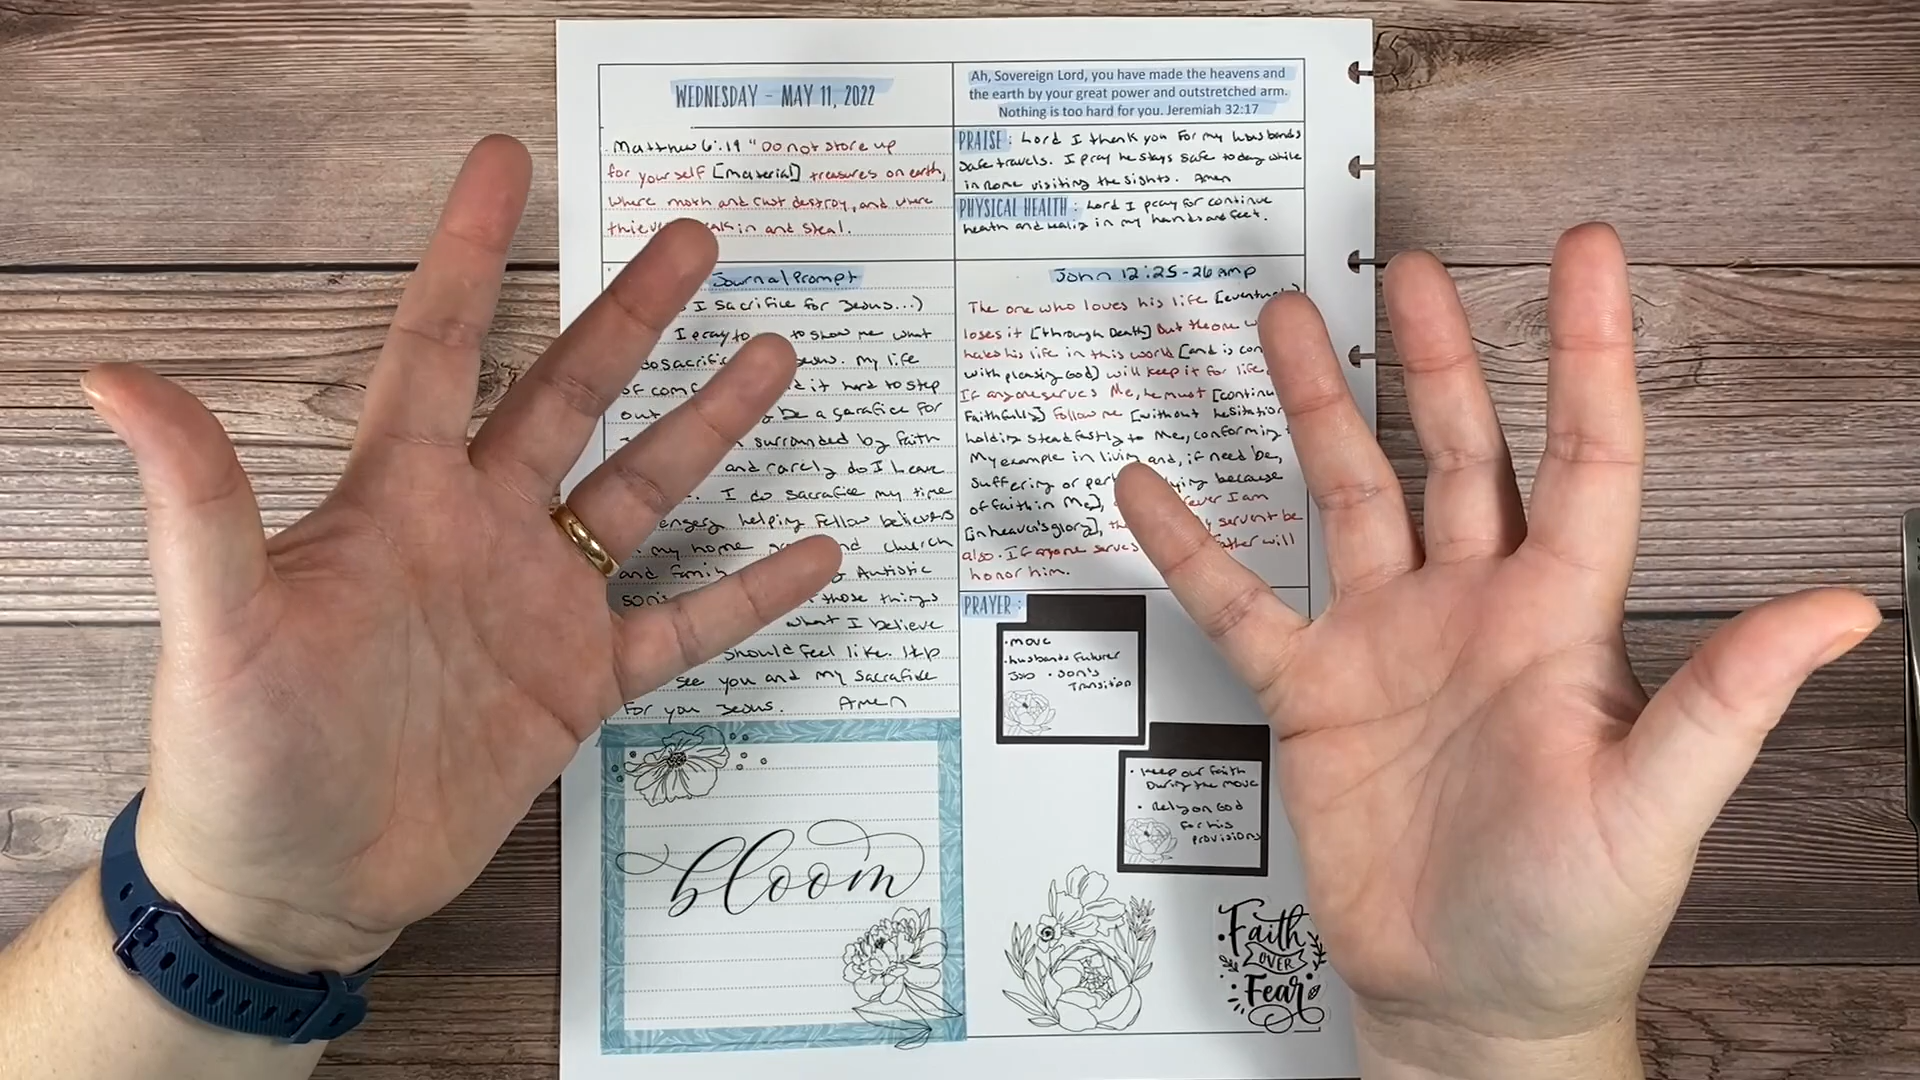 WEDNESDAY - MAY 11, 2022
Matthew 6:19 "Do not store up
for your self [material] treasures on earth,
where moth and rust destroy, and where
in and steal.
Journal Prompt
I sacrifice for Jesus...)
I pray to to show me what
do sacrifi Jesus. My life
of com it hard to step
out be a sacrifice for
surrounded by faith
and rarely do I leave
I do sacrafice my time
energy helping fellow believers
my home and church
and Autistic
son's those things
what I believe
should feel like. Help
see you and my sacrafise
for you Jesus. Amen
bloom
Ah, Sovereign Lord, you have made the heavens and
the earth by your great power and outstretched arm.
Nothing is too hard for you. Jeremiah 32:17
PRAISE: Lord I thank you for my husbands
safe travels. I pray he stays safe today while
in Rome visiting the sights. Amen
PHYSICAL HEALTH: Lord I pray for continue
heath and healing in my hands and feet.
John 12:25-26 amp
The one who loves his life
loses it [through Death] But the one
hates his life in this world [and is con
with pleasing God] will keep it for life
If anyone serves Me, he must [continu
Faithfully] follow me [without hesitation
holding steadfastly to Me, conforming
My example in living and, if need be,
suffering or dying because
of faith in Me], I am
[in heaven's glory], servant be
also. If anyone serves Father will
honor him.
PRAYER:
• move
• husbands futurer
Job • son's
Transition
• keep our faith
During the move
• Rely on God
for his
provisions
Faith
OVER
Fear